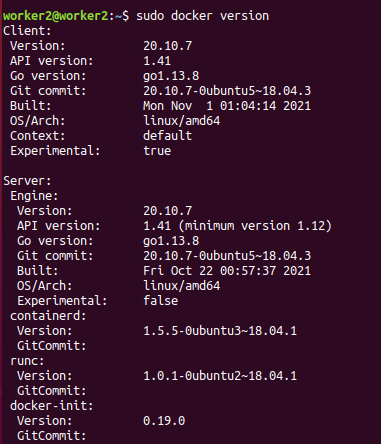 worker2@worker2:~$ sudo docker version
Client:
 Version:           20.10.7
 API version:       1.41
 Go version:        go1.13.8
 Git commit:        20.10.7-0ubuntu5~18.04.3
 Built:             Mon Nov  1 01:04:14 2021
 OS/Arch:           linux/amd64
 Context:           default
 Experimental:      true

Server:
 Engine:
  Version:          20.10.7
  API version:      1.41 (minimum version 1.12)
  Go version:       go1.13.8
  Git commit:       20.10.7-0ubuntu5~18.04.3
  Built:            Fri Oct 22 00:57:37 2021
  OS/Arch:          linux/amd64
  Experimental:     false
 containerd:
  Version:          1.5.5-0ubuntu3~18.04.1
  GitCommit:
 runc:
  Version:          1.0.1-0ubuntu2~18.04.1
  GitCommit:
 docker-init:
  Version:          0.19.0
  GitCommit: